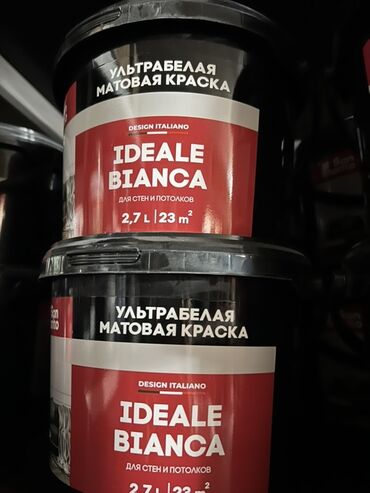 УЛЬТРАБЕЛАЯ
МАТОВАЯ КРАСКА
DESIGN ITALIANO
IDEALE
BIANCA
ДЛЯ СТЕН И ПОТОЛКОВ
2,7 L | 23 m²
УЛЬТРАБЕЛАЯ
МАТОВАЯ КРАСКА
DESIGN ITALIANO
IDEALE
BIANCA
ДЛЯ СТЕН И ПОТОЛКОВ
2,7 L | 23 m²